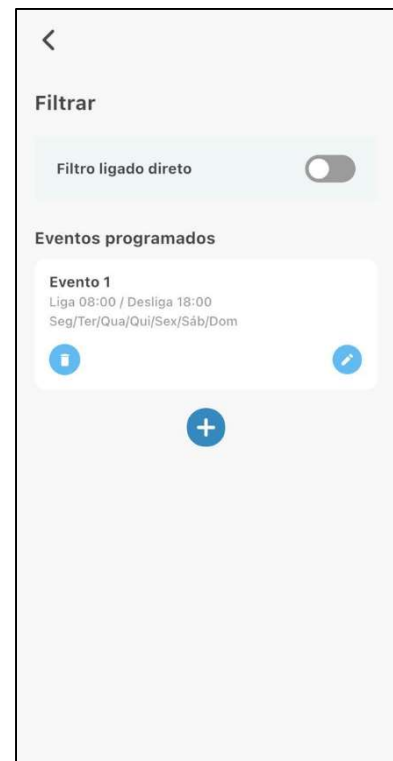 Filtrar
Filtro ligado direto
Eventos programados
Evento 1
Liga 08:00 / Desliga 18:00
Seg/Ter/Qua/Qui/Sex/Sáb/Dom